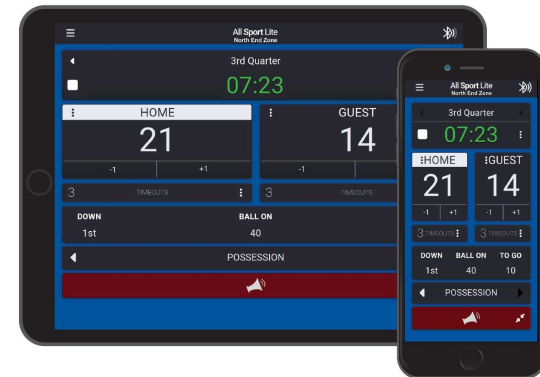 All Sport Lite
North End Zone
3rd Quarter
07:23
HOME
GUEST
21
14
-1
+1
-1
3
TIMEOUTS
3
TIMEOUTS
DOWN
BALL ON
1st
40
POSSESSION
All Sport Lite
North End Zone
3rd Quarter
07:23
HOME
GUEST
21
14
-1
+1
-1
+1
3 TIMEOUTS
3 TIMEOUTS
DOWN
BALL ON
TO GO
1st
40
10
POSSESSION